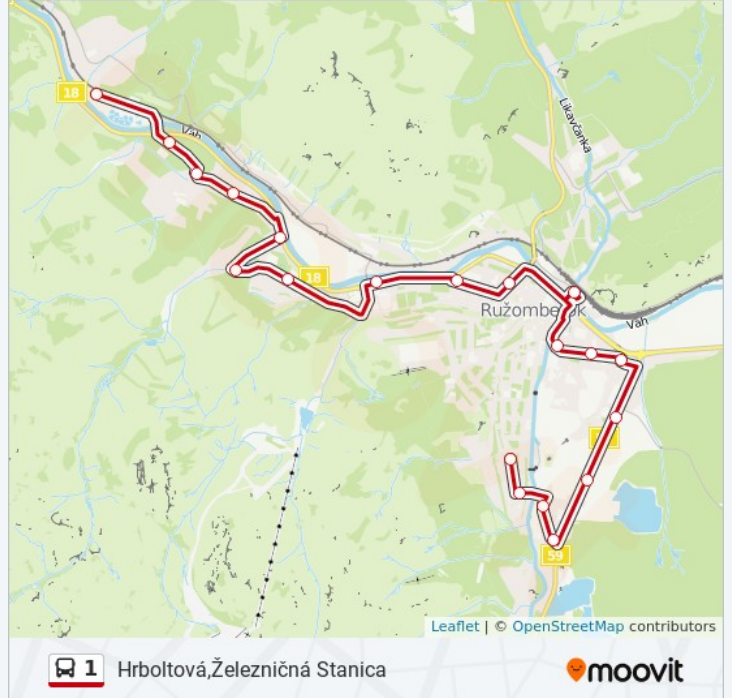 18
Váh
Likavčanka
18
Ružomberok
Váh
59
Leaflet | © OpenStreetMap contributors
1 Hrboltová,Železničná Stanica
moovit